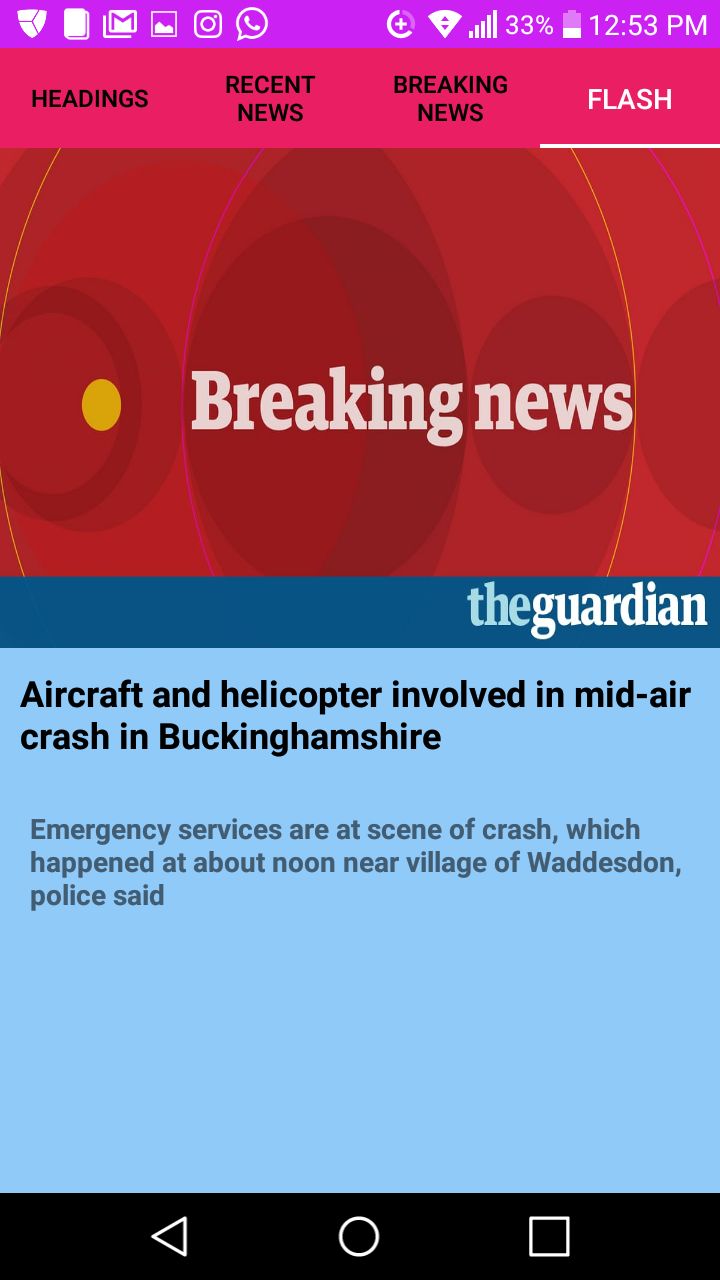 33% 12:53 PM
HEADINGS
RECENT
NEWS
BREAKING
NEWS
FLASH
Breaking news
theguardian
Aircraft and helicopter involved in mid-air
crash in Buckinghamshire
Emergency services are at scene of crash, which
happened at about noon near village of Waddesdon,
police said